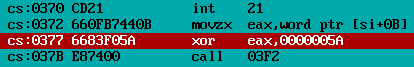 cs:0370 CD21 int 21
cs:0372 660FB7440B movzx eax,word ptr [si+0B]
cs:0377 6683F05A xor eax,0000005A
cs:037B E87400 call 03F2